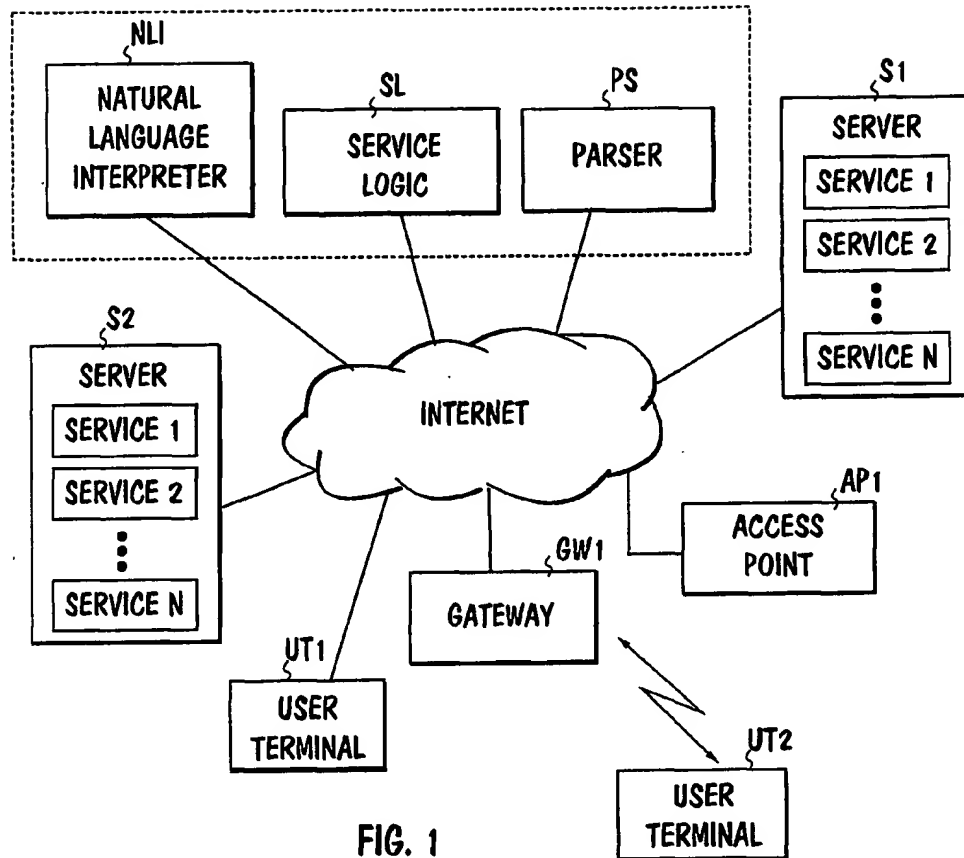 NLI
NATURAL
LANGUAGE
INTERPRETER
SL
SERVICE
LOGIC
PS
PARSER
S1
SERVER
SERVICE 1
SERVICE 2
SERVICE N
S2
SERVER
SERVICE 1
SERVICE 2
SERVICE N
INTERNET
AP1
ACCESS
POINT
GW1
GATEWAY
UT1
USER
TERMINAL
UT2
USER
TERMINAL
FIG. 1